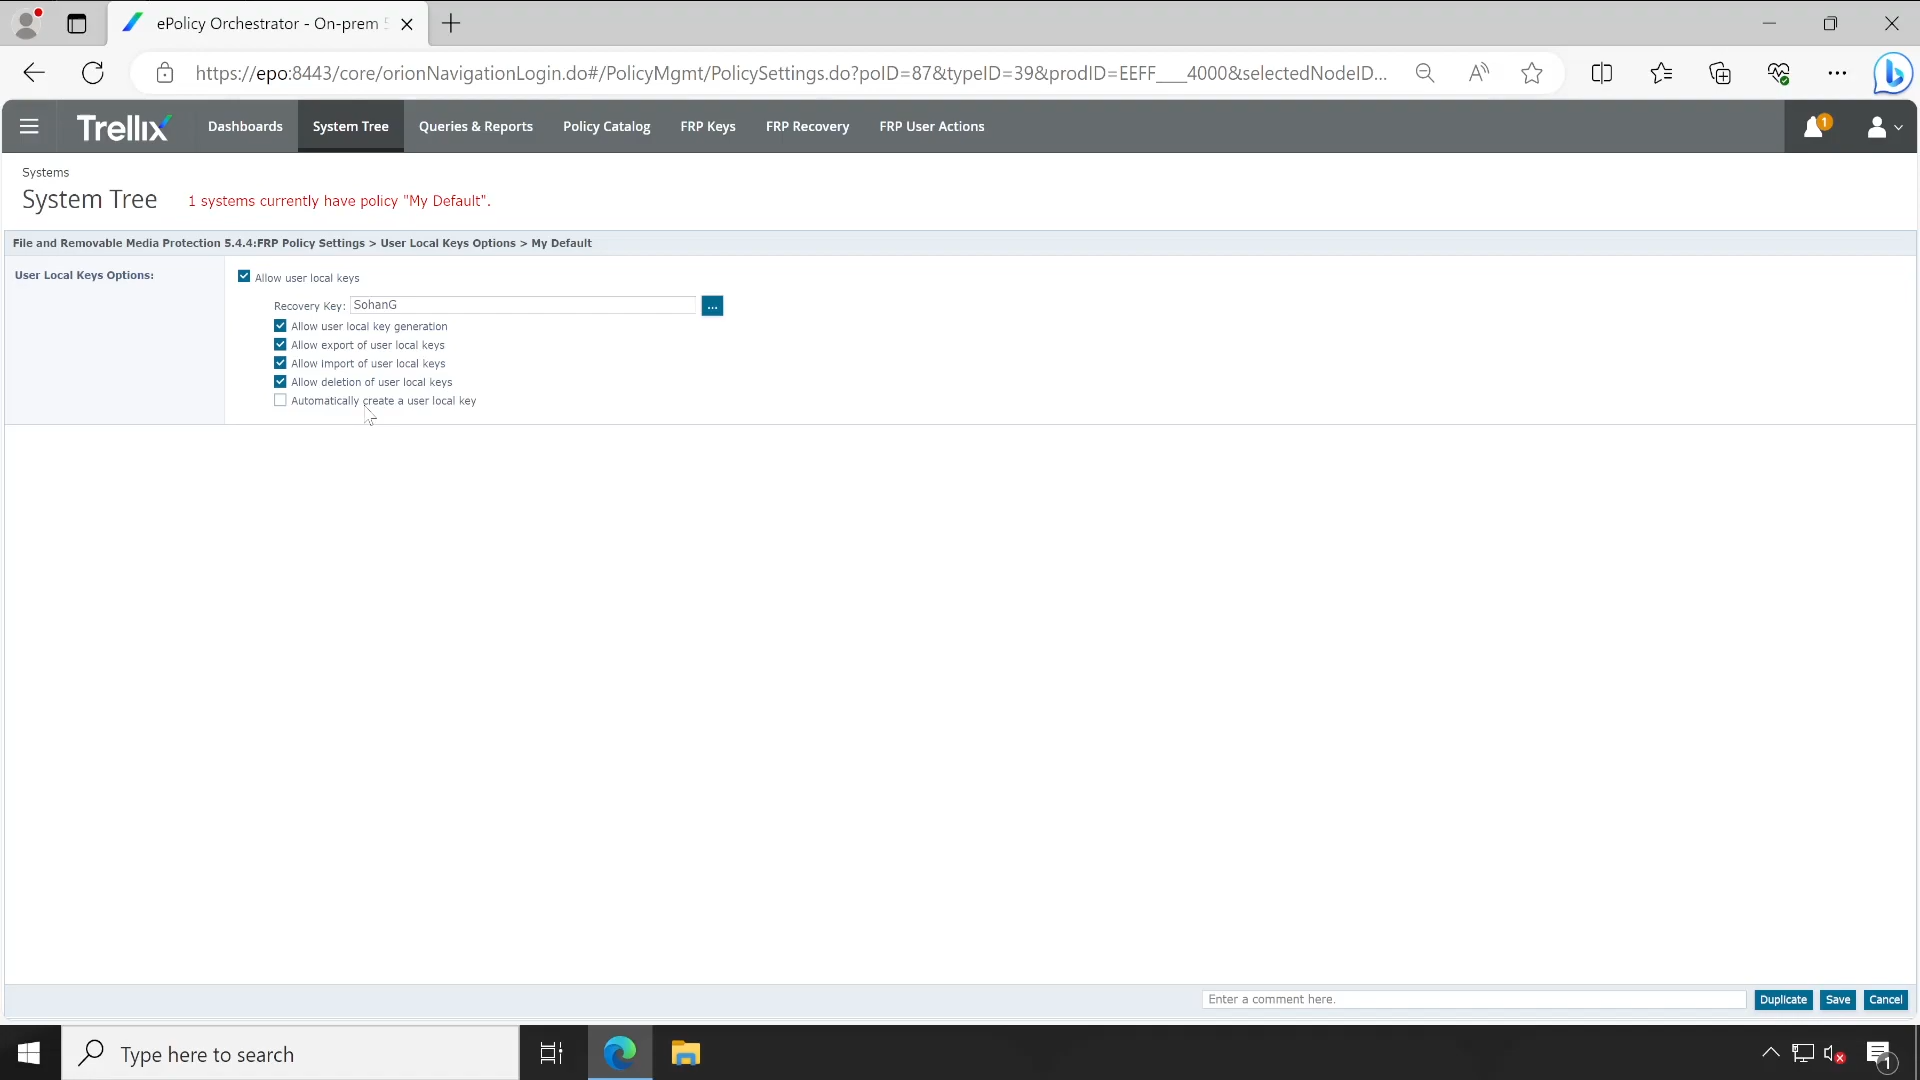 ePolicy Orchestrator - On-prem
https://epo:8443/core/orionNavigationLogin.do#/PolicyMgmt/PolicySettings.do?polD=87&typeID=39&prodID=EEFF____4000&selectedNodeID...
Trellix
Dashboards
System Tree
Queries & Reports
Policy Catalog
FRP Keys
FRP Recovery
FRP User Actions
1
Systems
System Tree
1 systems currently have policy "My Default".
File and Removable Media Protection 5.4.4:FRP Policy Settings > User Local Keys Options > My Default
User Local Keys Options:
Allow user local keys
Recovery Key: SohanG ...
Allow user local key generation
Allow export of user local keys
Allow import of user local keys
Allow deletion of user local keys
Automatically create a user local key
Enter a comment here.
Duplicate
Save
Cancel
Type here to search
1